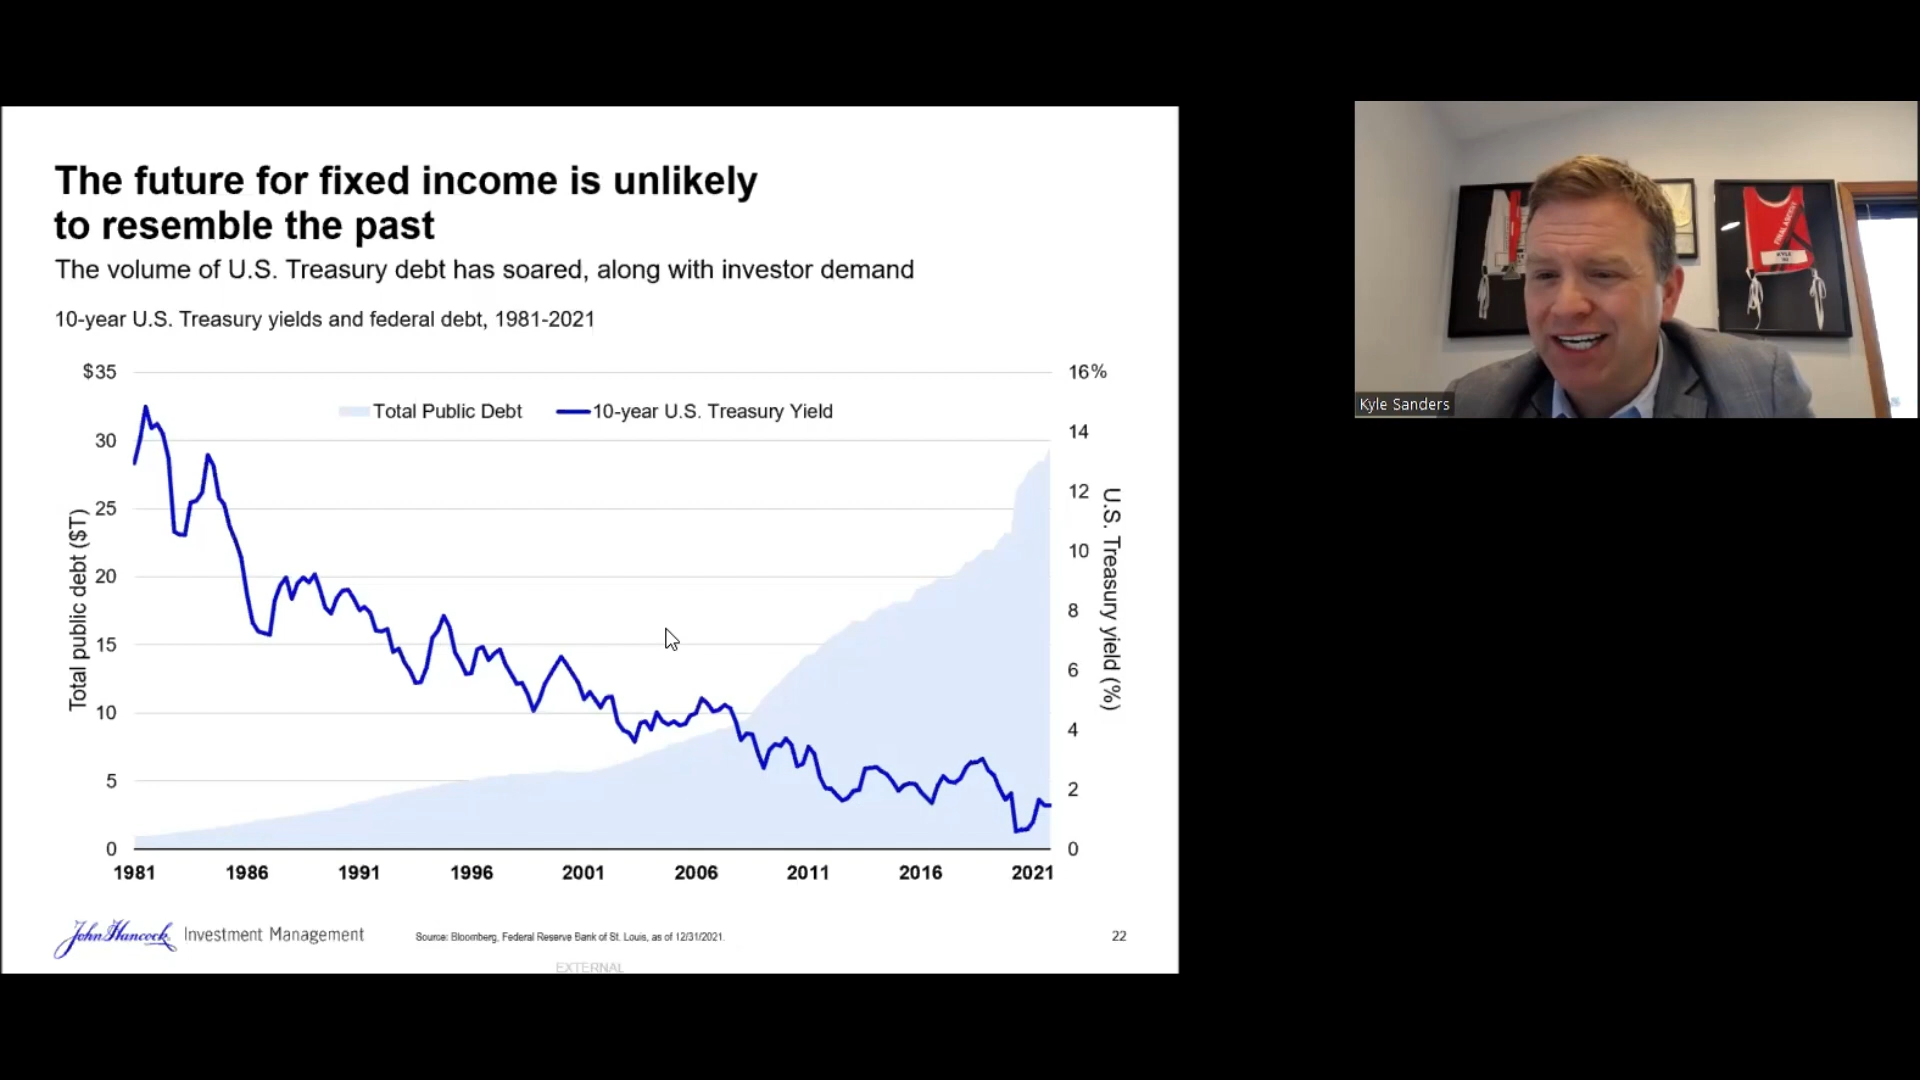 The future for fixed income is unlikely
to resemble the past
The volume of U.S. Treasury debt has soared, along with investor demand
10-year U.S. Treasury yields and federal debt, 1981-2021
Total Public Debt
10-year U.S. Treasury Yield
Total public debt ($T)
$35
30
25
20
15
10
5
0
16%
14
12
10
8
6
4
2
0
U.S. Treasury yield (%)
1981 1986 1991 1996 2001 2006 2011 2016 2021
John Hancock Investment Management
Source: Bloomberg, Federal Reserve Bank of St. Louis, as of 12/31/2021.
22
EXTERNAL
FINAL ASCENT
KYLE
Kyle Sanders